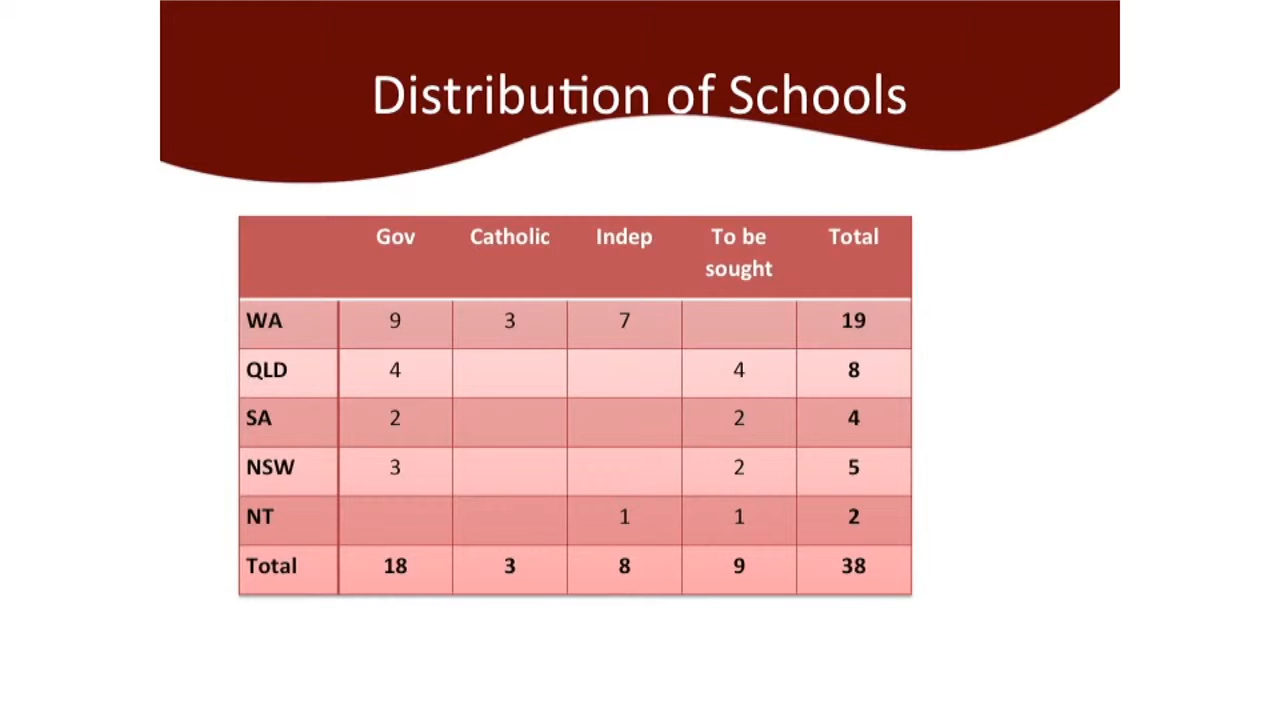 Distribution of Schools
Gov Catholic Indep To be sought Total
WA 9 3 7 19
QLD 4 4 8
SA 2 2 4
NSW 3 2 5
NT 1 1 2
Total 18 3 8 9 38